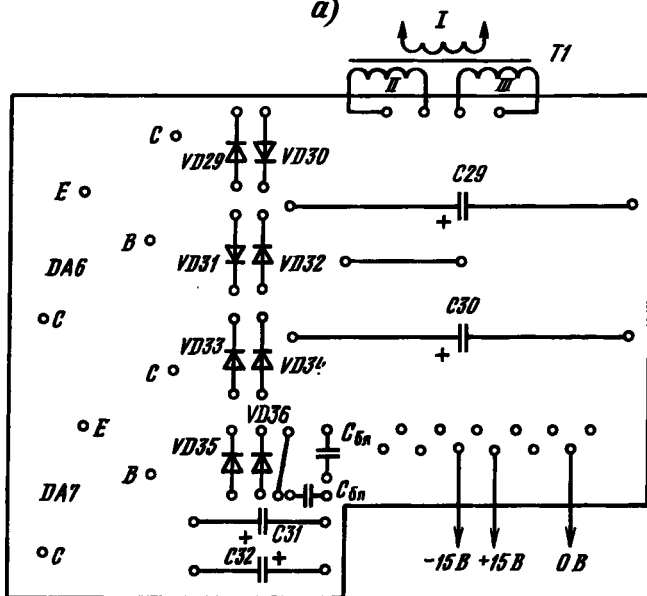 а)
I
T1
II III
C
VD29 VD30
C29
E
+
B
VD31 VD32
DA6
C
C30
VD33 VD34
+
C
VD36
E
Cбл
VD35
B
Cбл
DA7
C31
+
C32 +
C
-15 В +15 В 0 В